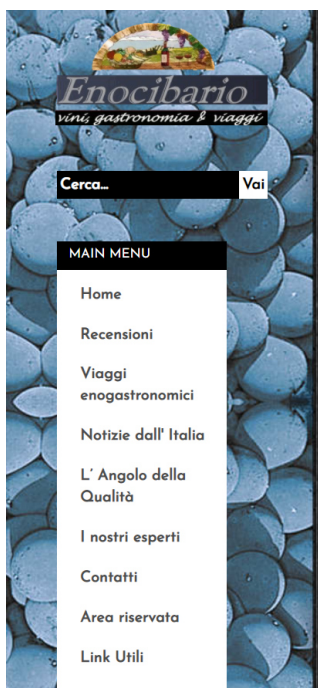 Enocibario
vini, gastronomia & viaggi
Cerca... Vai
MAIN MENU
Home
Recensioni
Viaggi
enogastronomici
Notizie dall' Italia
L’ Angolo della
Qualità
I nostri esperti
Contatti
Area riservata
Link Utili